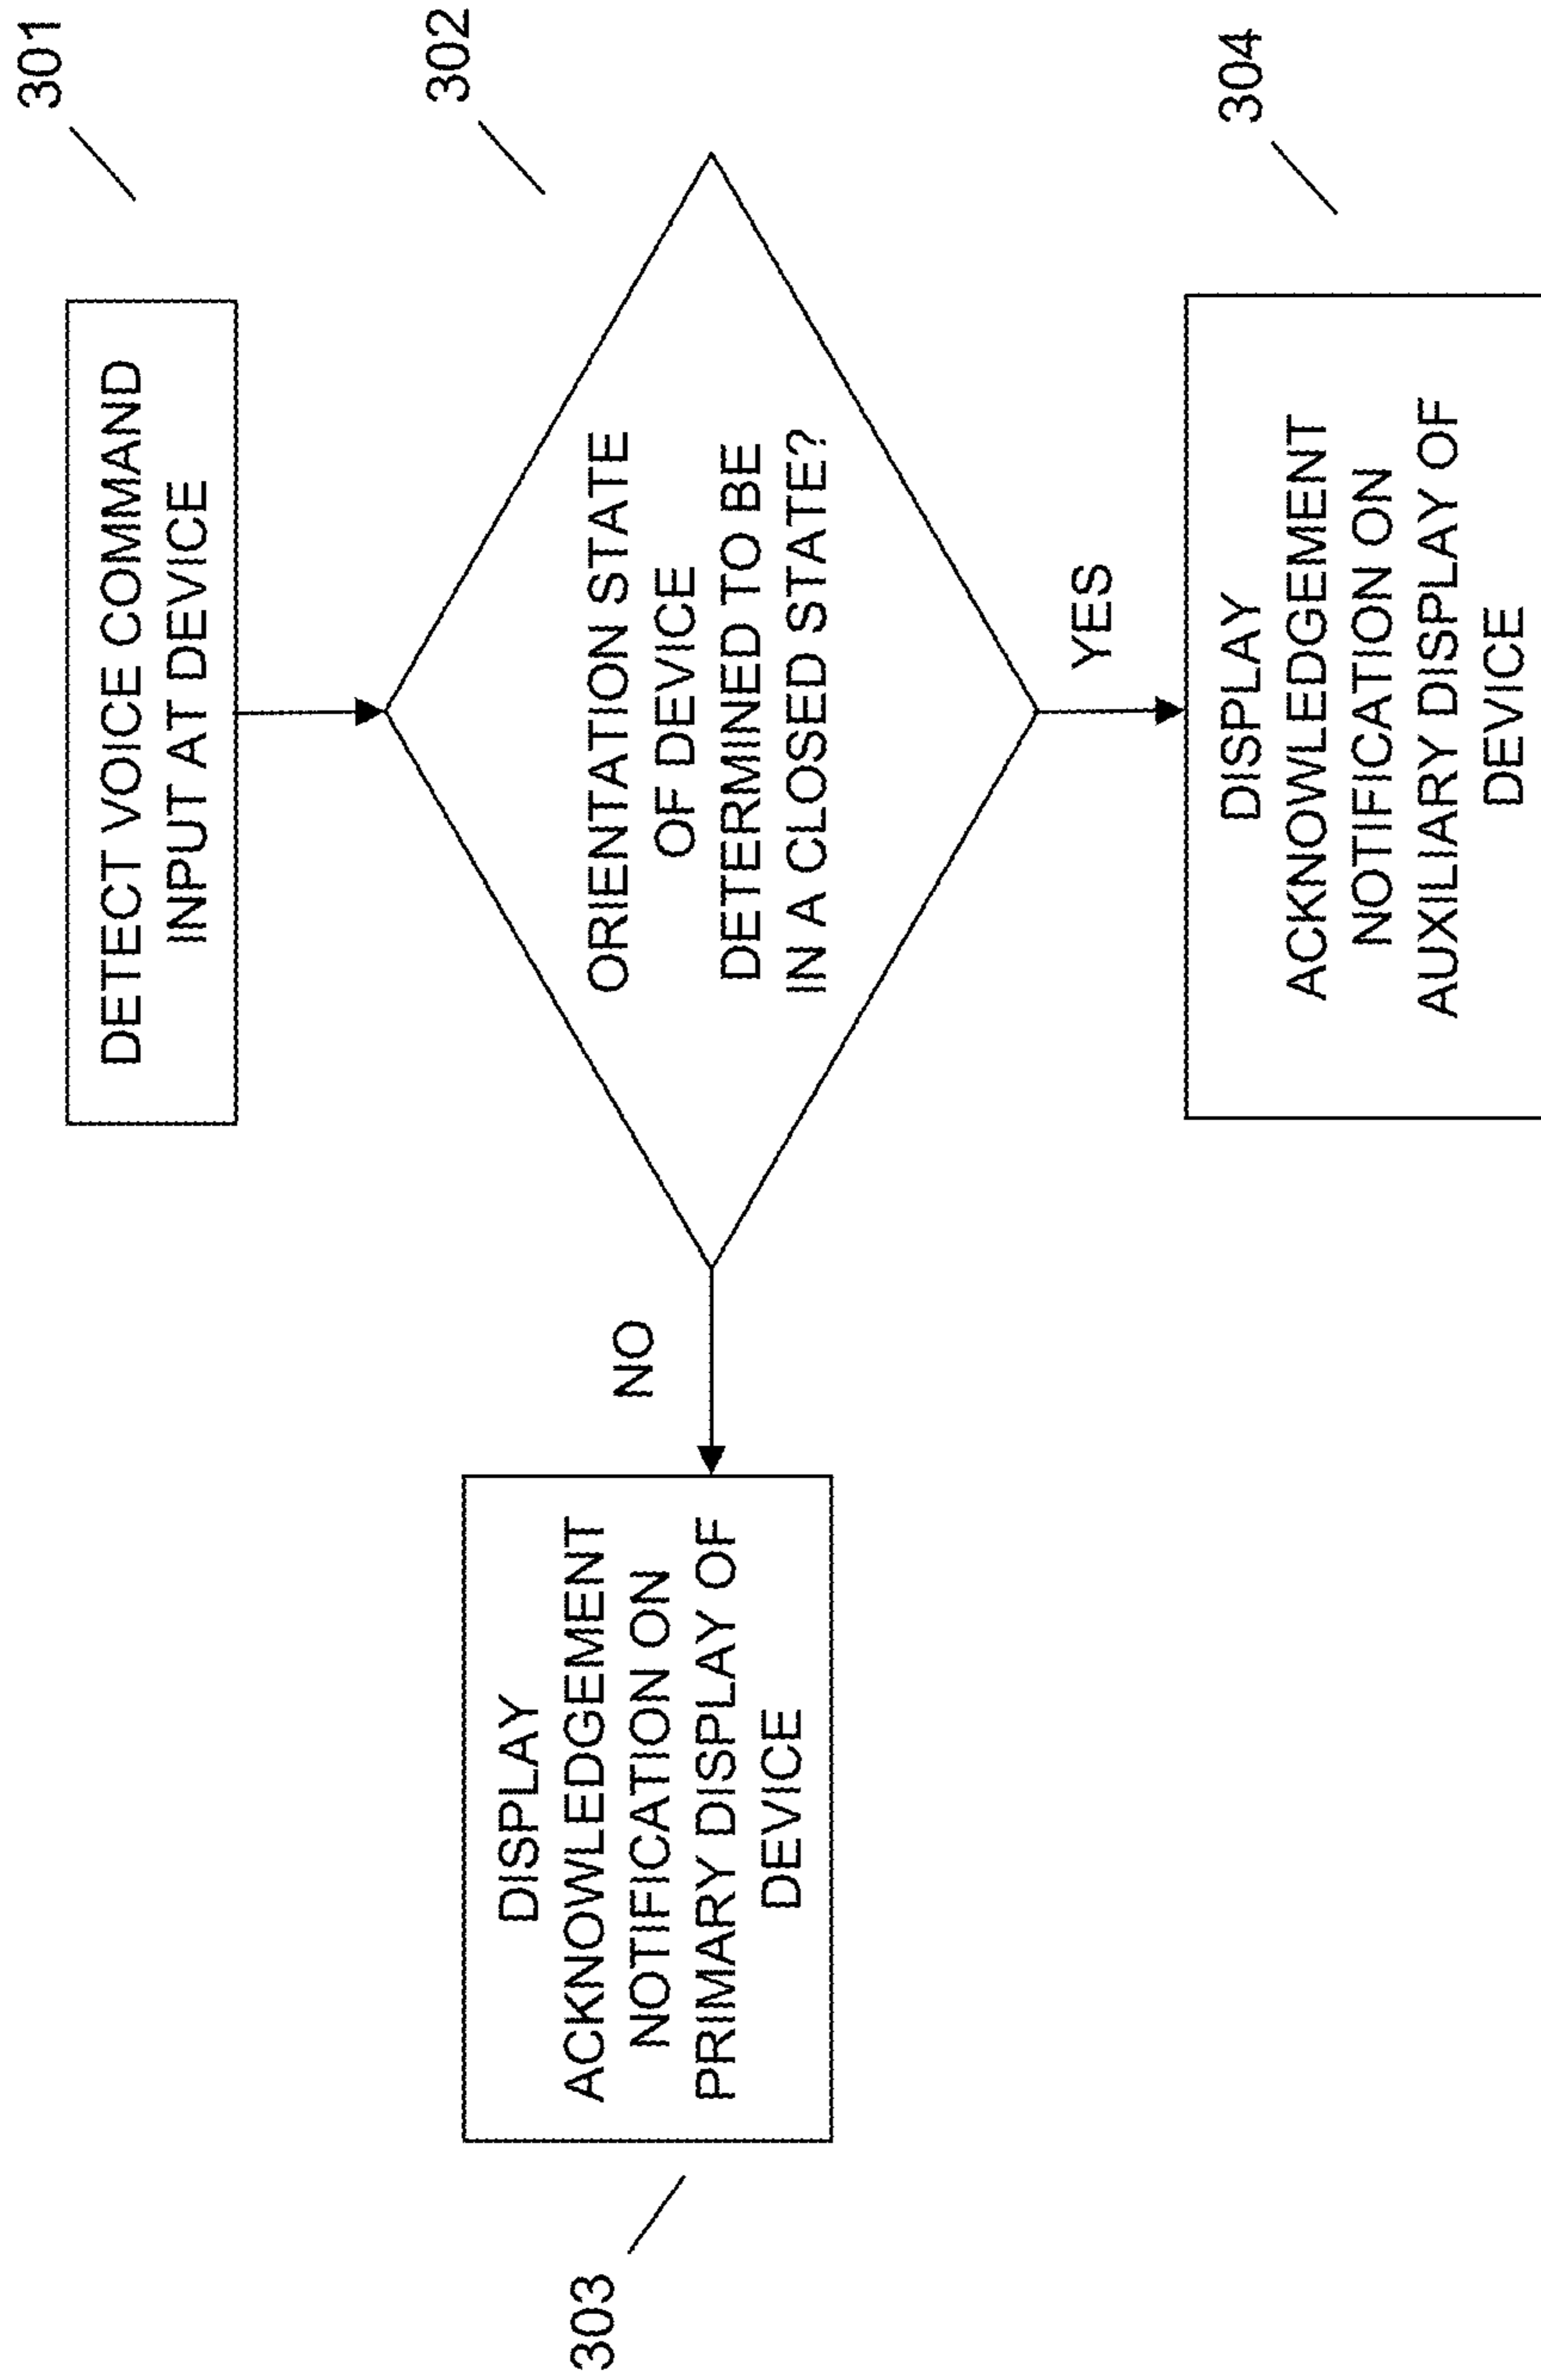 301
DETECT VOICE COMMAND
INPUT AT DEVICE
302
ORIENTATION STATE
OF DEVICE
DETERMINED TO BE
IN A CLOSED STATE?
NO
303
DISPLAY
ACKNOWLEDGEMENT
NOTIFICATION ON
PRIMARY DISPLAY OF
DEVICE
YES
304
DISPLAY
ACKNOWLEDGEMENT
NOTIFICATION ON
AUXILIARY DISPLAY OF
DEVICE